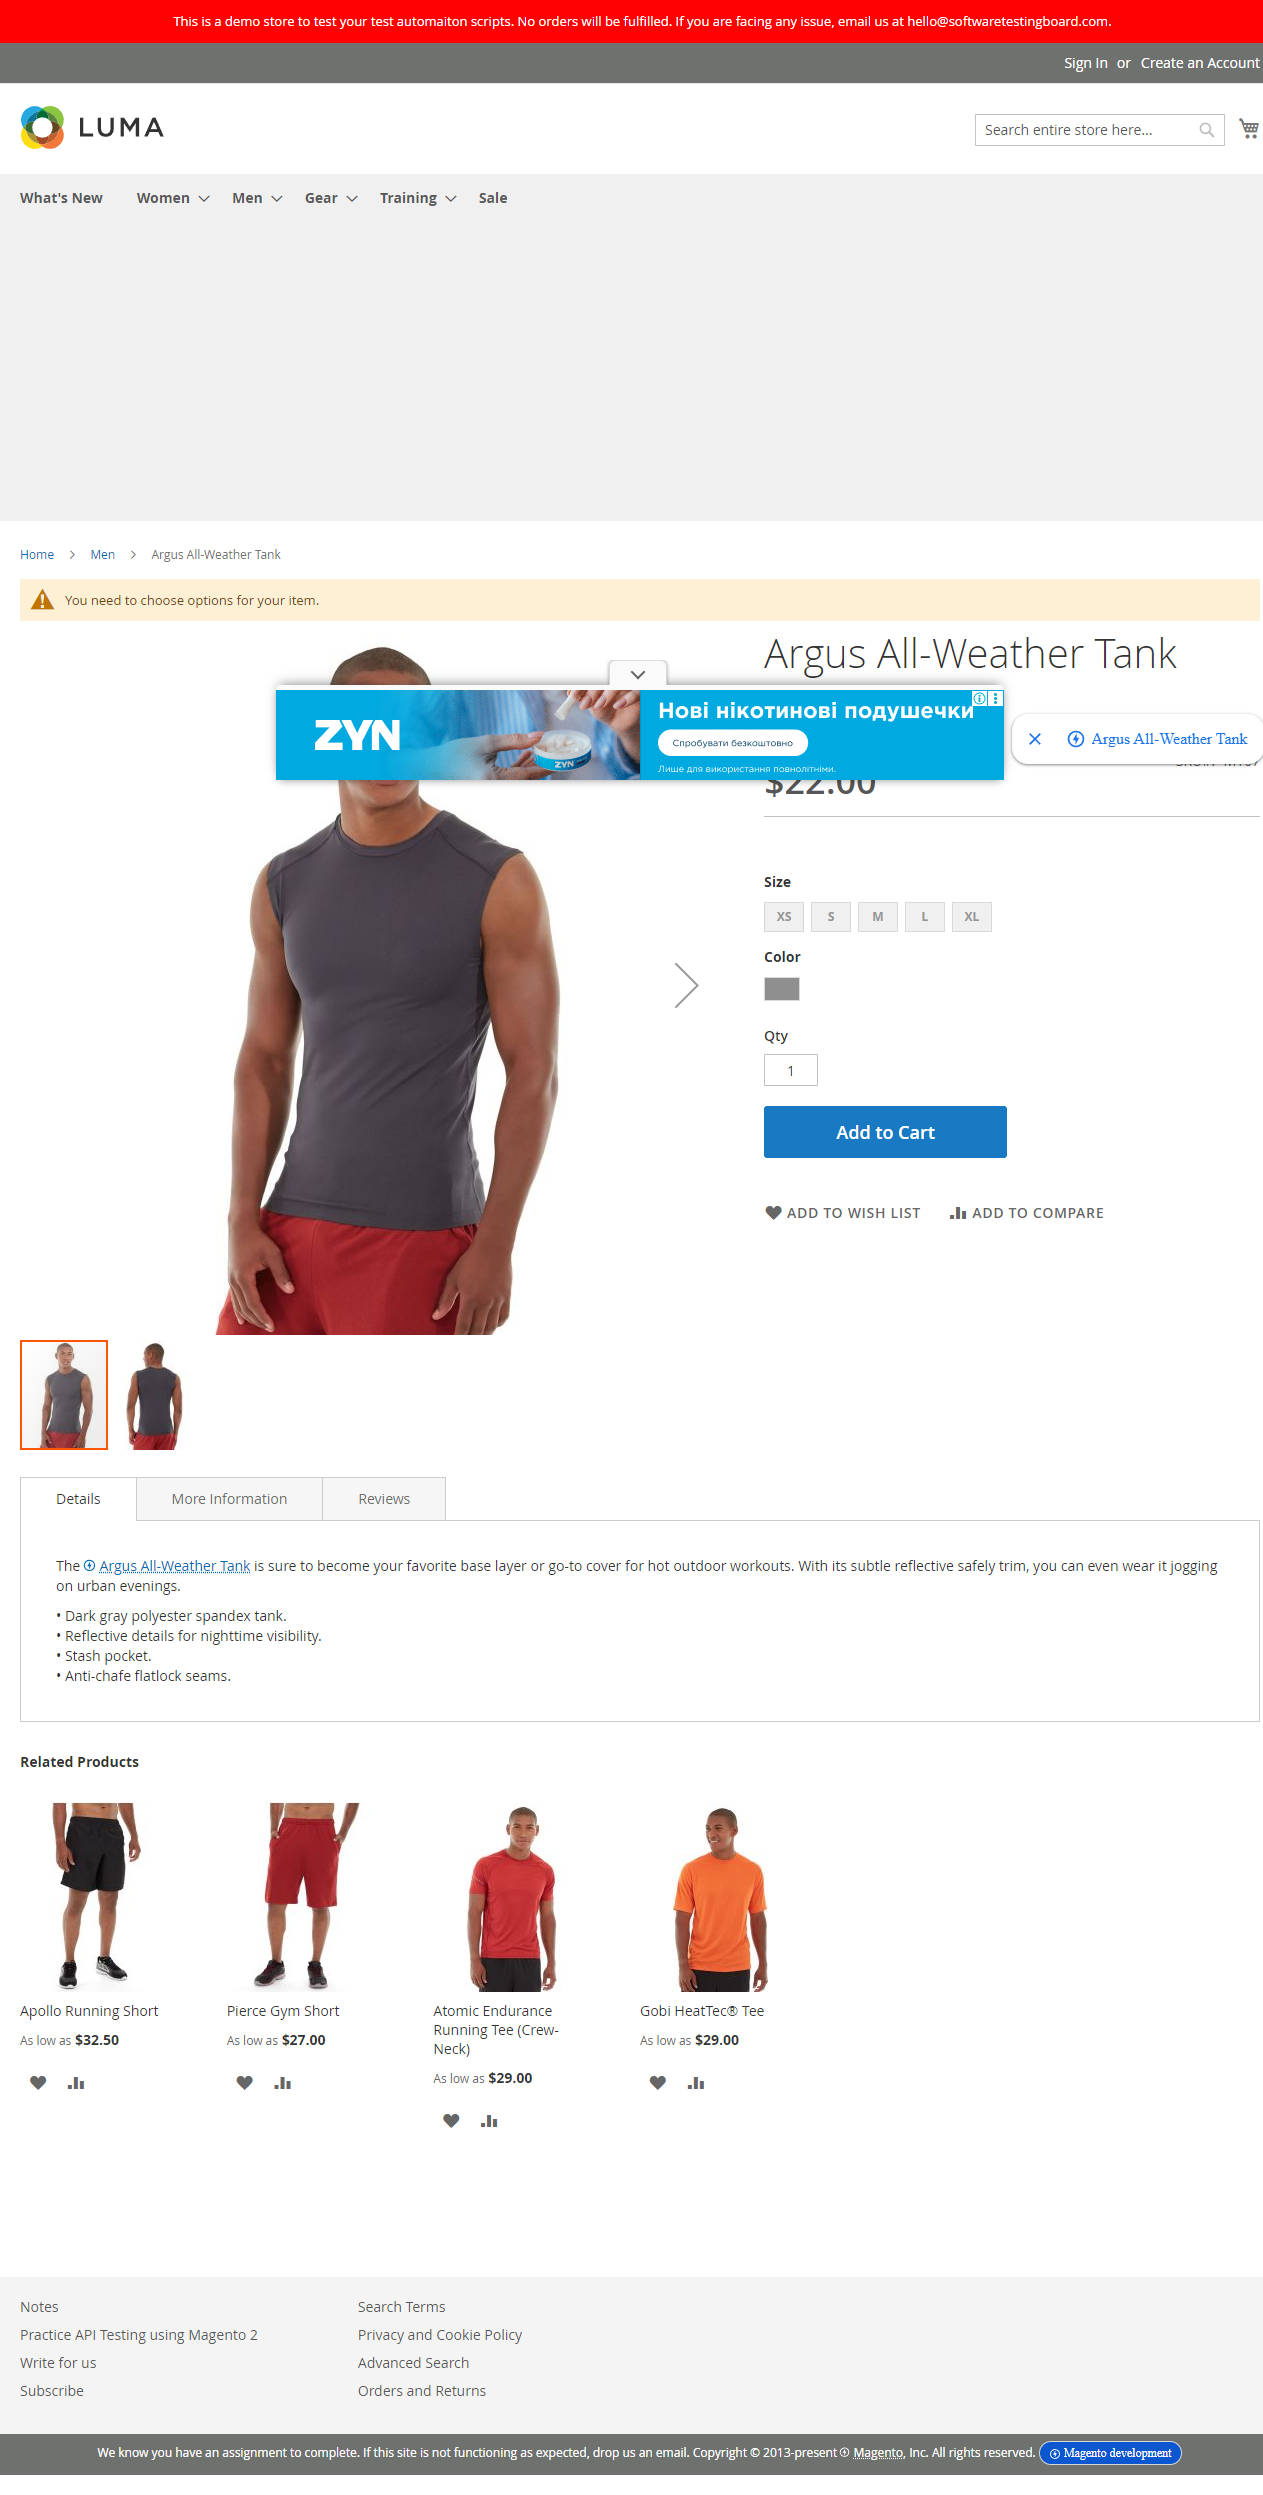 This is a demo store to test your test automaiton scripts. No orders will be fulfilled. If you are facing any issue, email us at hello@softwaretestingboard.com.
Sign In or Create an Account
LUMA
Search entire store here...
What's New Women Men Gear Training Sale
Home > Men > Argus All-Weather Tank
You need to choose options for your item.
Argus All-Weather Tank
ZYN
ZYN
Нові нікотинові подушечки
Спробувати безкоштовно
Лише для використання повнолітніми.
Argus All-Weather Tank
$22.00
Size
XS S M L XL
Color
Qty
1
Add to Cart
ADD TO WISH LIST ADD TO COMPARE
Details More Information Reviews
The Argus All-Weather Tank is sure to become your favorite base layer or go-to cover for hot outdoor workouts. With its subtle reflective safely trim, you can even wear it jogging
on urban evenings.
• Dark gray polyester spandex tank.
• Reflective details for nighttime visibility.
• Stash pocket.
• Anti-chafe flatlock seams.
Related Products
Apollo Running Short
As low as $32.50
Pierce Gym Short
As low as $27.00
Atomic Endurance
Running Tee (Crew-
Neck)
As low as $29.00
Gobi HeatTec® Tee
As low as $29.00
Notes
Practice API Testing using Magento 2
Write for us
Subscribe
Search Terms
Privacy and Cookie Policy
Advanced Search
Orders and Returns
We know you have an assignment to complete. If this site is not functioning as expected, drop us an email. Copyright © 2013-present Magento, Inc. All rights reserved. Magento development